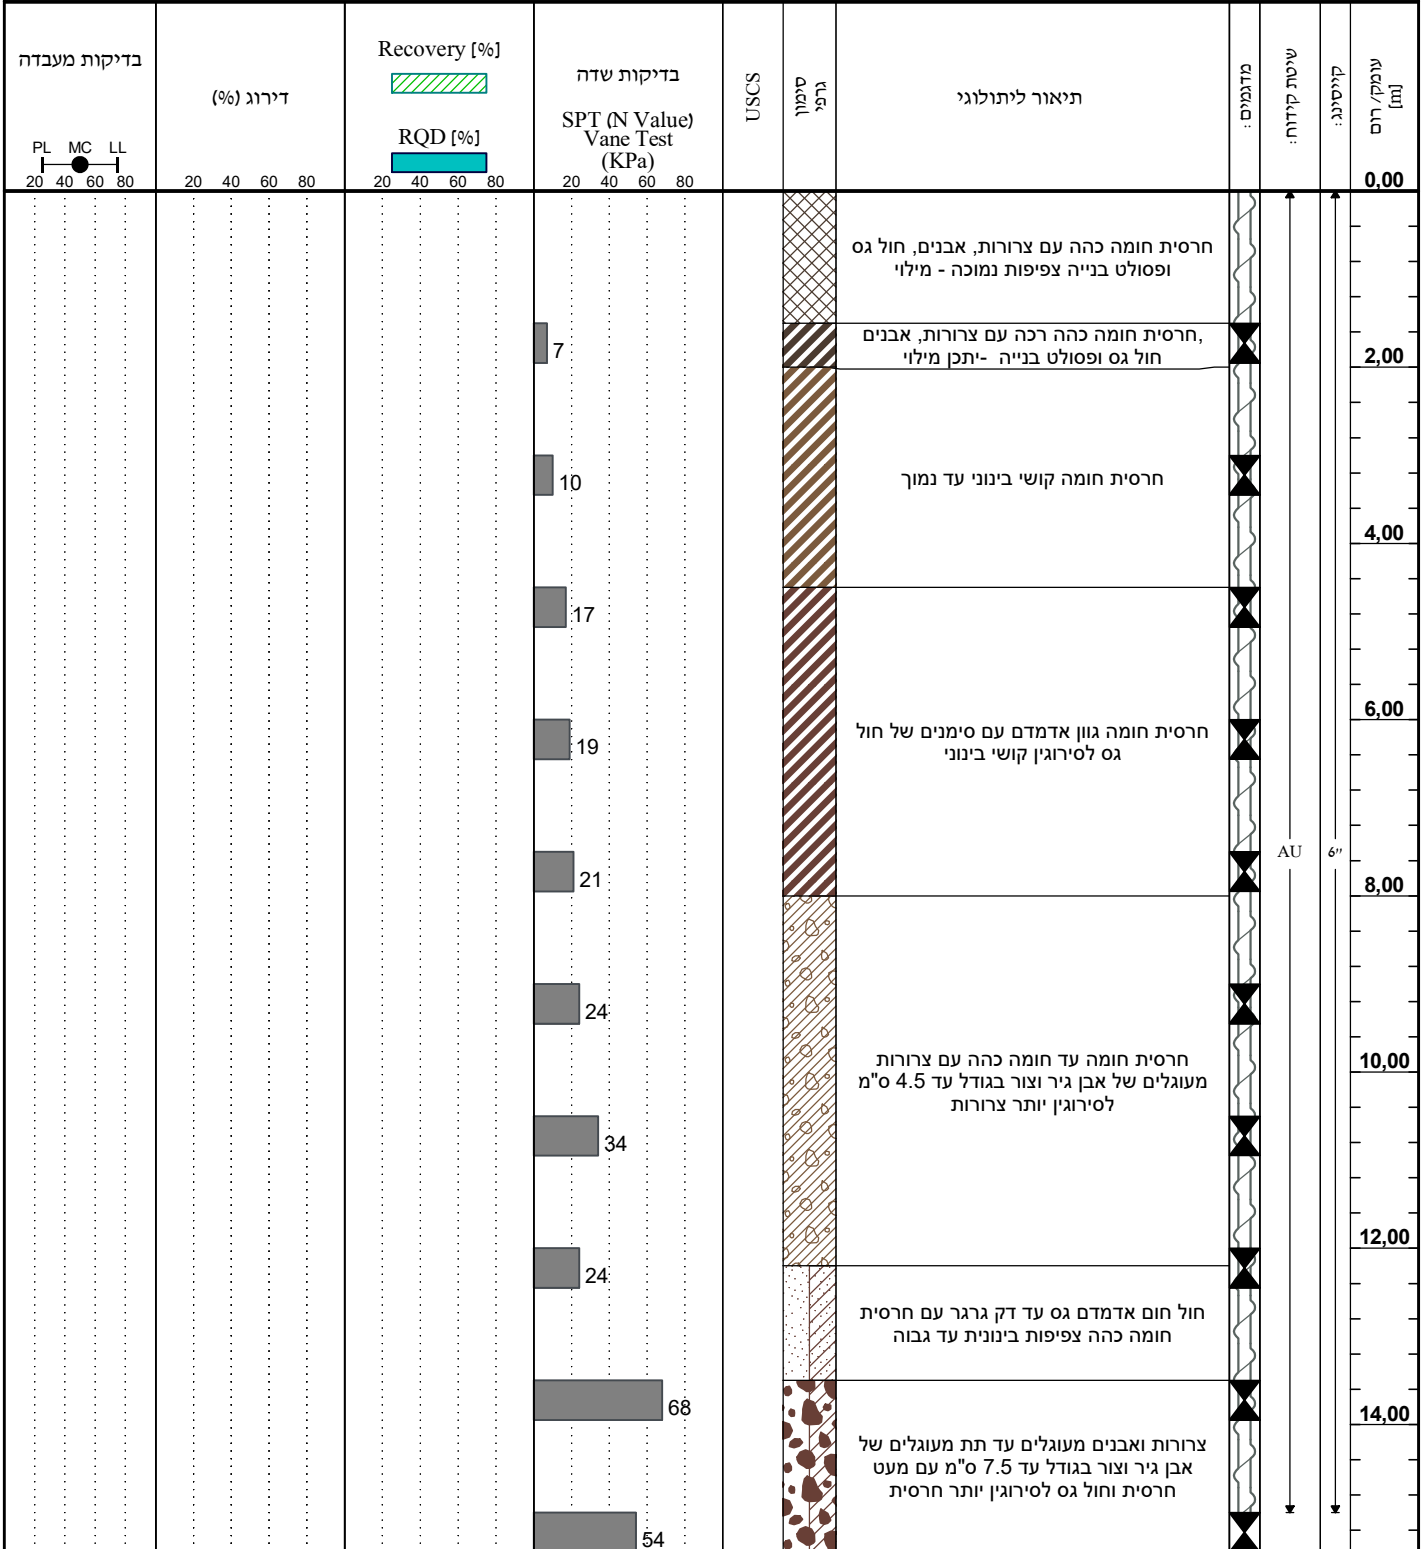 עומק/ רום
[m]
קייסינג:
שיטת קידוח:
מדגמים:
תיאור ליתולוגי
סימון
גרפי
USCS
בדיקות שדה
SPT (N Value)
Vane Test
(KPa)
20 40 60 80
Recovery [%]
RQD [%]
20 40 60 80
דירוג (%)
20 40 60 80
בדיקות מעבדה
PL MC LL
20 40 60 80
0,00
חרסית חומה כהה עם צרורות, אבנים, חול גס
ופסולט בנייה צפיפות נמוכה - מילוי
חרסית חומה כהה רכה עם צרורות, אבנים,
חול גס ופסולט בנייה -יתכן מילוי
7
2,00
חרסית חומה קושי בינוני עד נמוך
10
4,00
17
6,00
חרסית חומה גוון אדמדם עם סימנים של חול
גס לסירוגין קושי בינוני
19
AU
6"
21
8,00
24
חרסית חומה עד חומה כהה עם צרורות
מעוגלים של אבן גיר וצור בגודל עד 4.5 ס"מ
לסירוגין יותר צרורות
10,00
34
12,00
24
חול חום אדמדם גס עד דק גרגר עם חרסית
חומה כהה צפיפות בינונית עד גבוה
68
14,00
צרורות ואבנים מעוגלים עד תת מעוגלים של
אבן גיר וצור בגודל עד 7.5 ס"מ עם מעט
חרסית וחול גס לסירוגין יותר חרסית
54